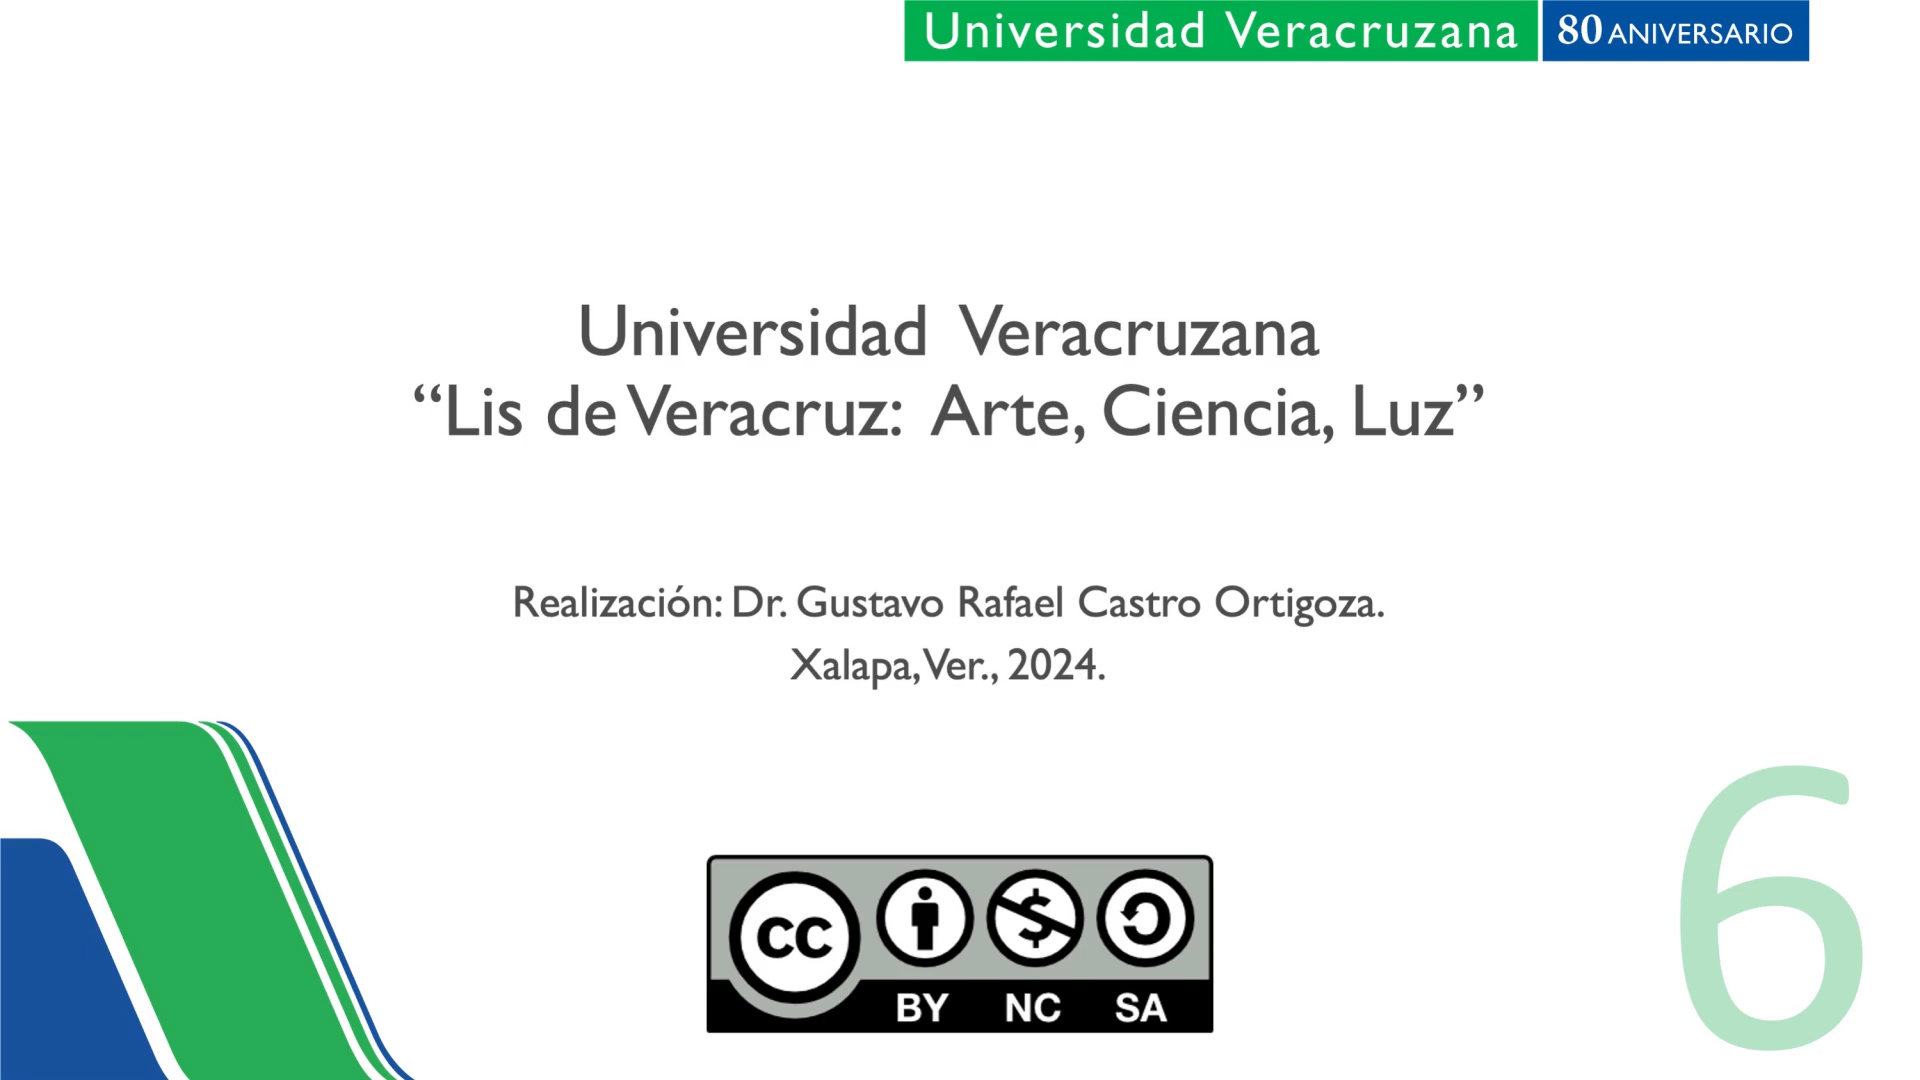 Universidad Veracruzana 80 ANIVERSARIO
Universidad Veracruzana
“Lis de Veracruz: Arte, Ciencia, Luz”
Realización: Dr. Gustavo Rafael Castro Ortigoza.
Xalapa, Ver., 2024.
6
CC
BY NC SA